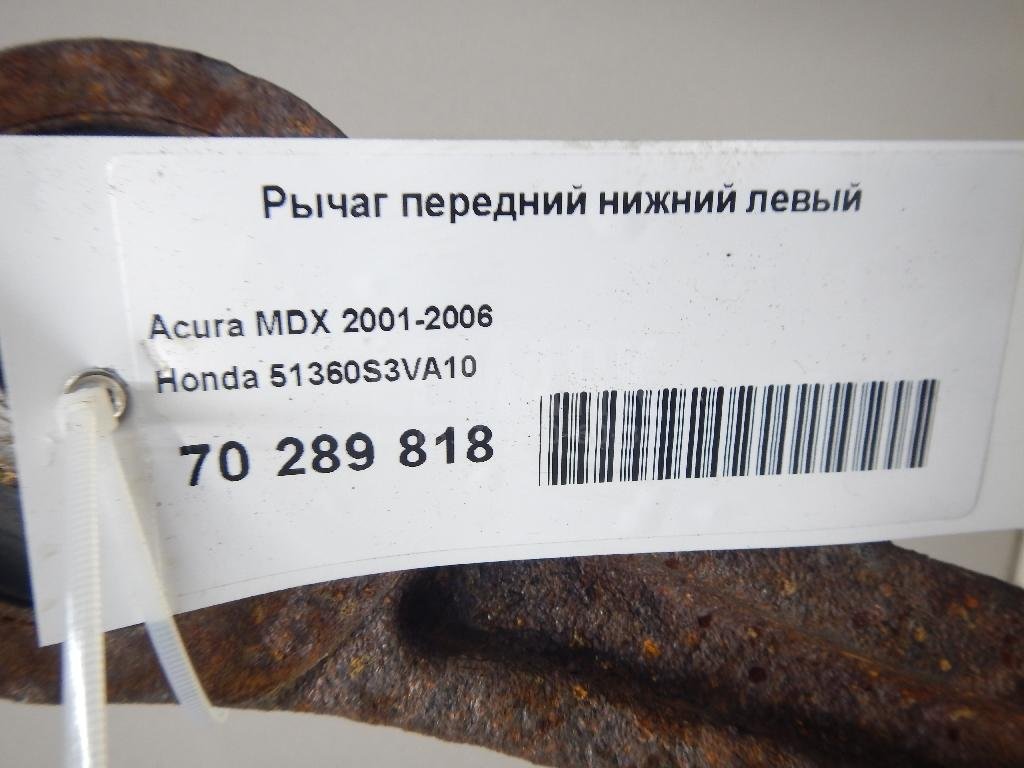 Рычаг передний нижний левый
Acura MDX 2001-2006
Honda 51360S3VA10
70 289 818